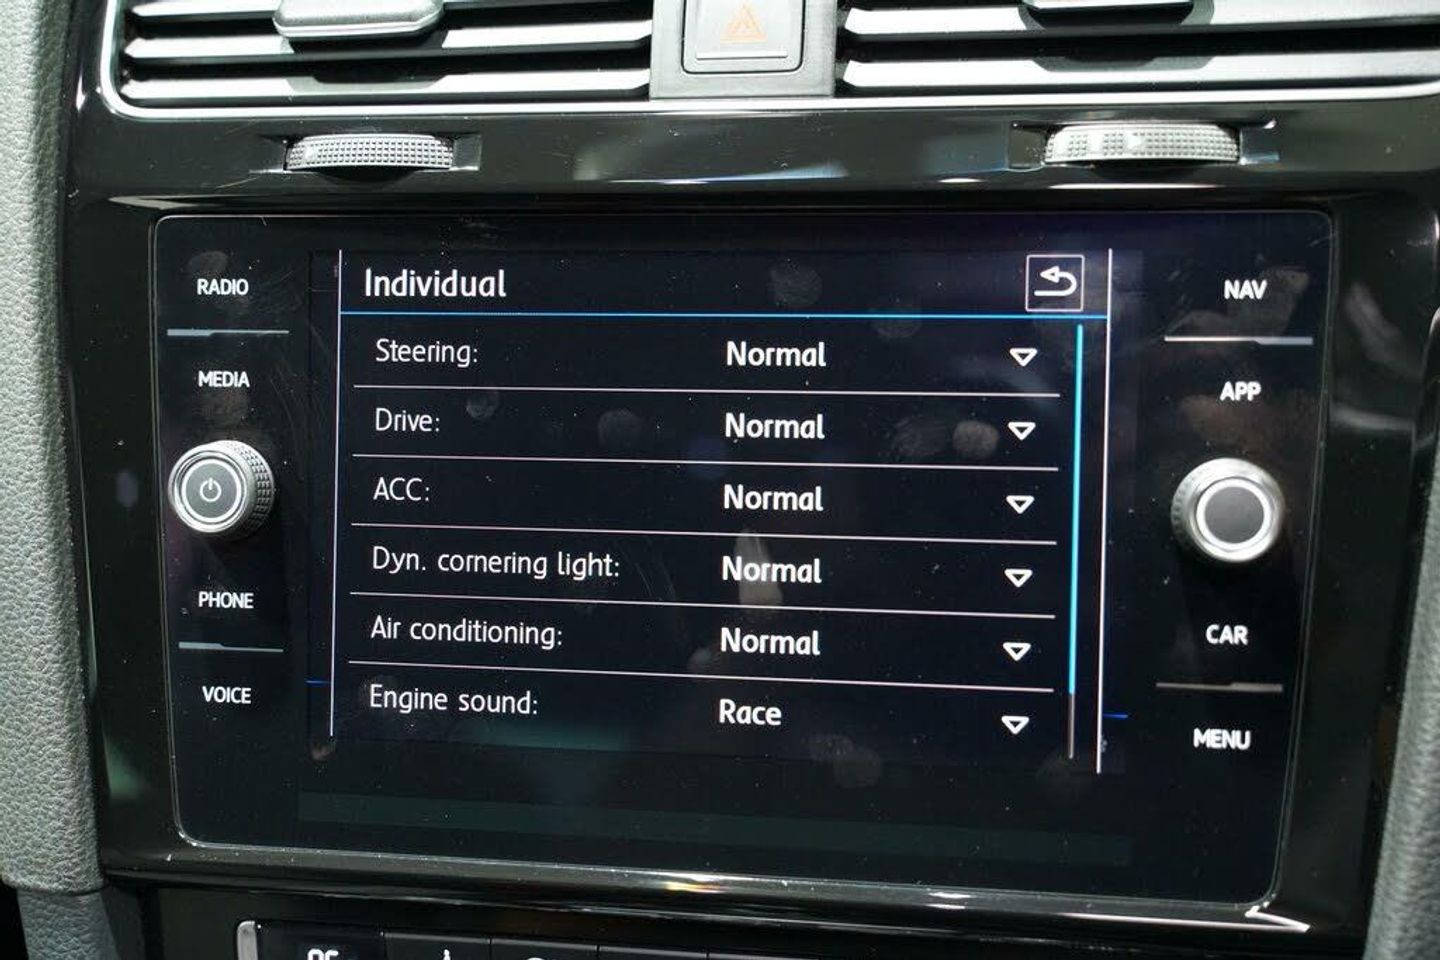 RADIO
MEDIA
PHONE
VOICE
Individual
Steering: Normal
Drive: Normal
ACC: Normal
Dyn. cornering light: Normal
Air conditioning: Normal
Engine sound: Race
NAV
APP
CAR
MENU